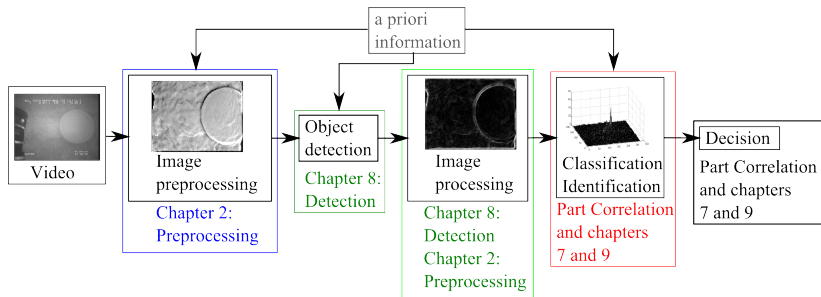 a priori
information
Video
Image
preprocessing
Chapter 2:
Preprocessing
Object
detection
Chapter 8:
Detection
Image
processing
Chapter 8:
Detection
Chapter 2:
Preprocessing
Classification
Identification
Part Correlation
and chapters
7 and 9
Decision
Part Correlation
and chapters
7 and 9